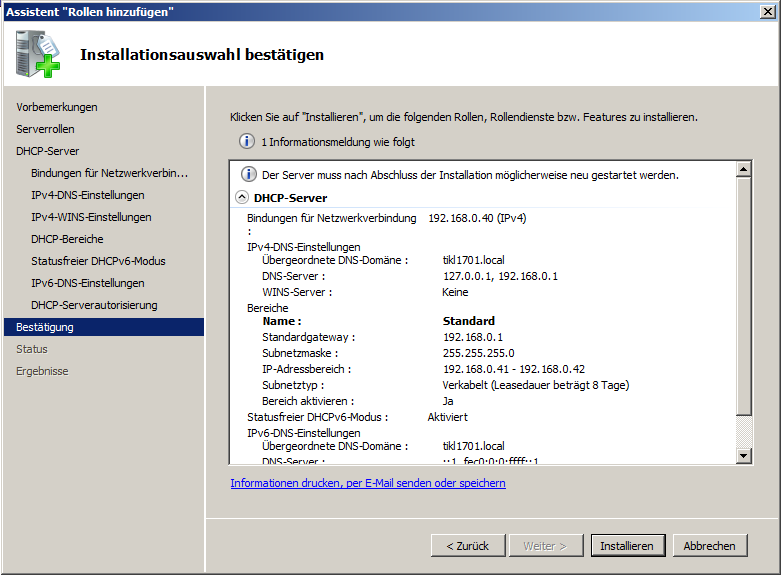 Assistent "Rollen hinzufügen"
Installationsauswahl bestätigen
Vorbemerkungen
Serverrollen
DHCP-Server
Bindungen für Netzwerkverbin...
IPv4-DNS-Einstellungen
IPv4-WINS-Einstellungen
DHCP-Bereiche
Statusfreier DHCPv6-Modus
IPv6-DNS-Einstellungen
DHCP-Serverautorisierung
Bestätigung
Status
Ergebnisse
Klicken Sie auf "Installieren", um die folgenden Rollen, Rollendienste bzw. Features zu installieren.
1 Informationsmeldung wie folgt
Der Server muss nach Abschluss der Installation möglicherweise neu gestartet werden.
DHCP-Server
Bindungen für Netzwerkverbindung 192.168.0.40 (IPv4)
:
IPv4-DNS-Einstellungen
Übergeordnete DNS-Domäne : tikl1701.local
DNS-Server : 127.0.0.1, 192.168.0.1
WINS-Server : Keine
Bereiche
Name : Standard
Standardgateway : 192.168.0.1
Subnetzmaske : 255.255.255.0
IP-Adressbereich : 192.168.0.41 - 192.168.0.42
Subnetztyp : Verkabelt (Leasedauer beträgt 8 Tage)
Bereich aktivieren : Ja
Statusfreier DHCPv6-Modus : Aktiviert
IPv6-DNS-Einstellungen
Übergeordnete DNS-Domäne : tikl1701.local
DNS-Server : ::1, fec0:0:0:ffff::1
Informationen drucken, per E-Mail senden oder speichern
< Zurück
Weiter >
Installieren
Abbrechen